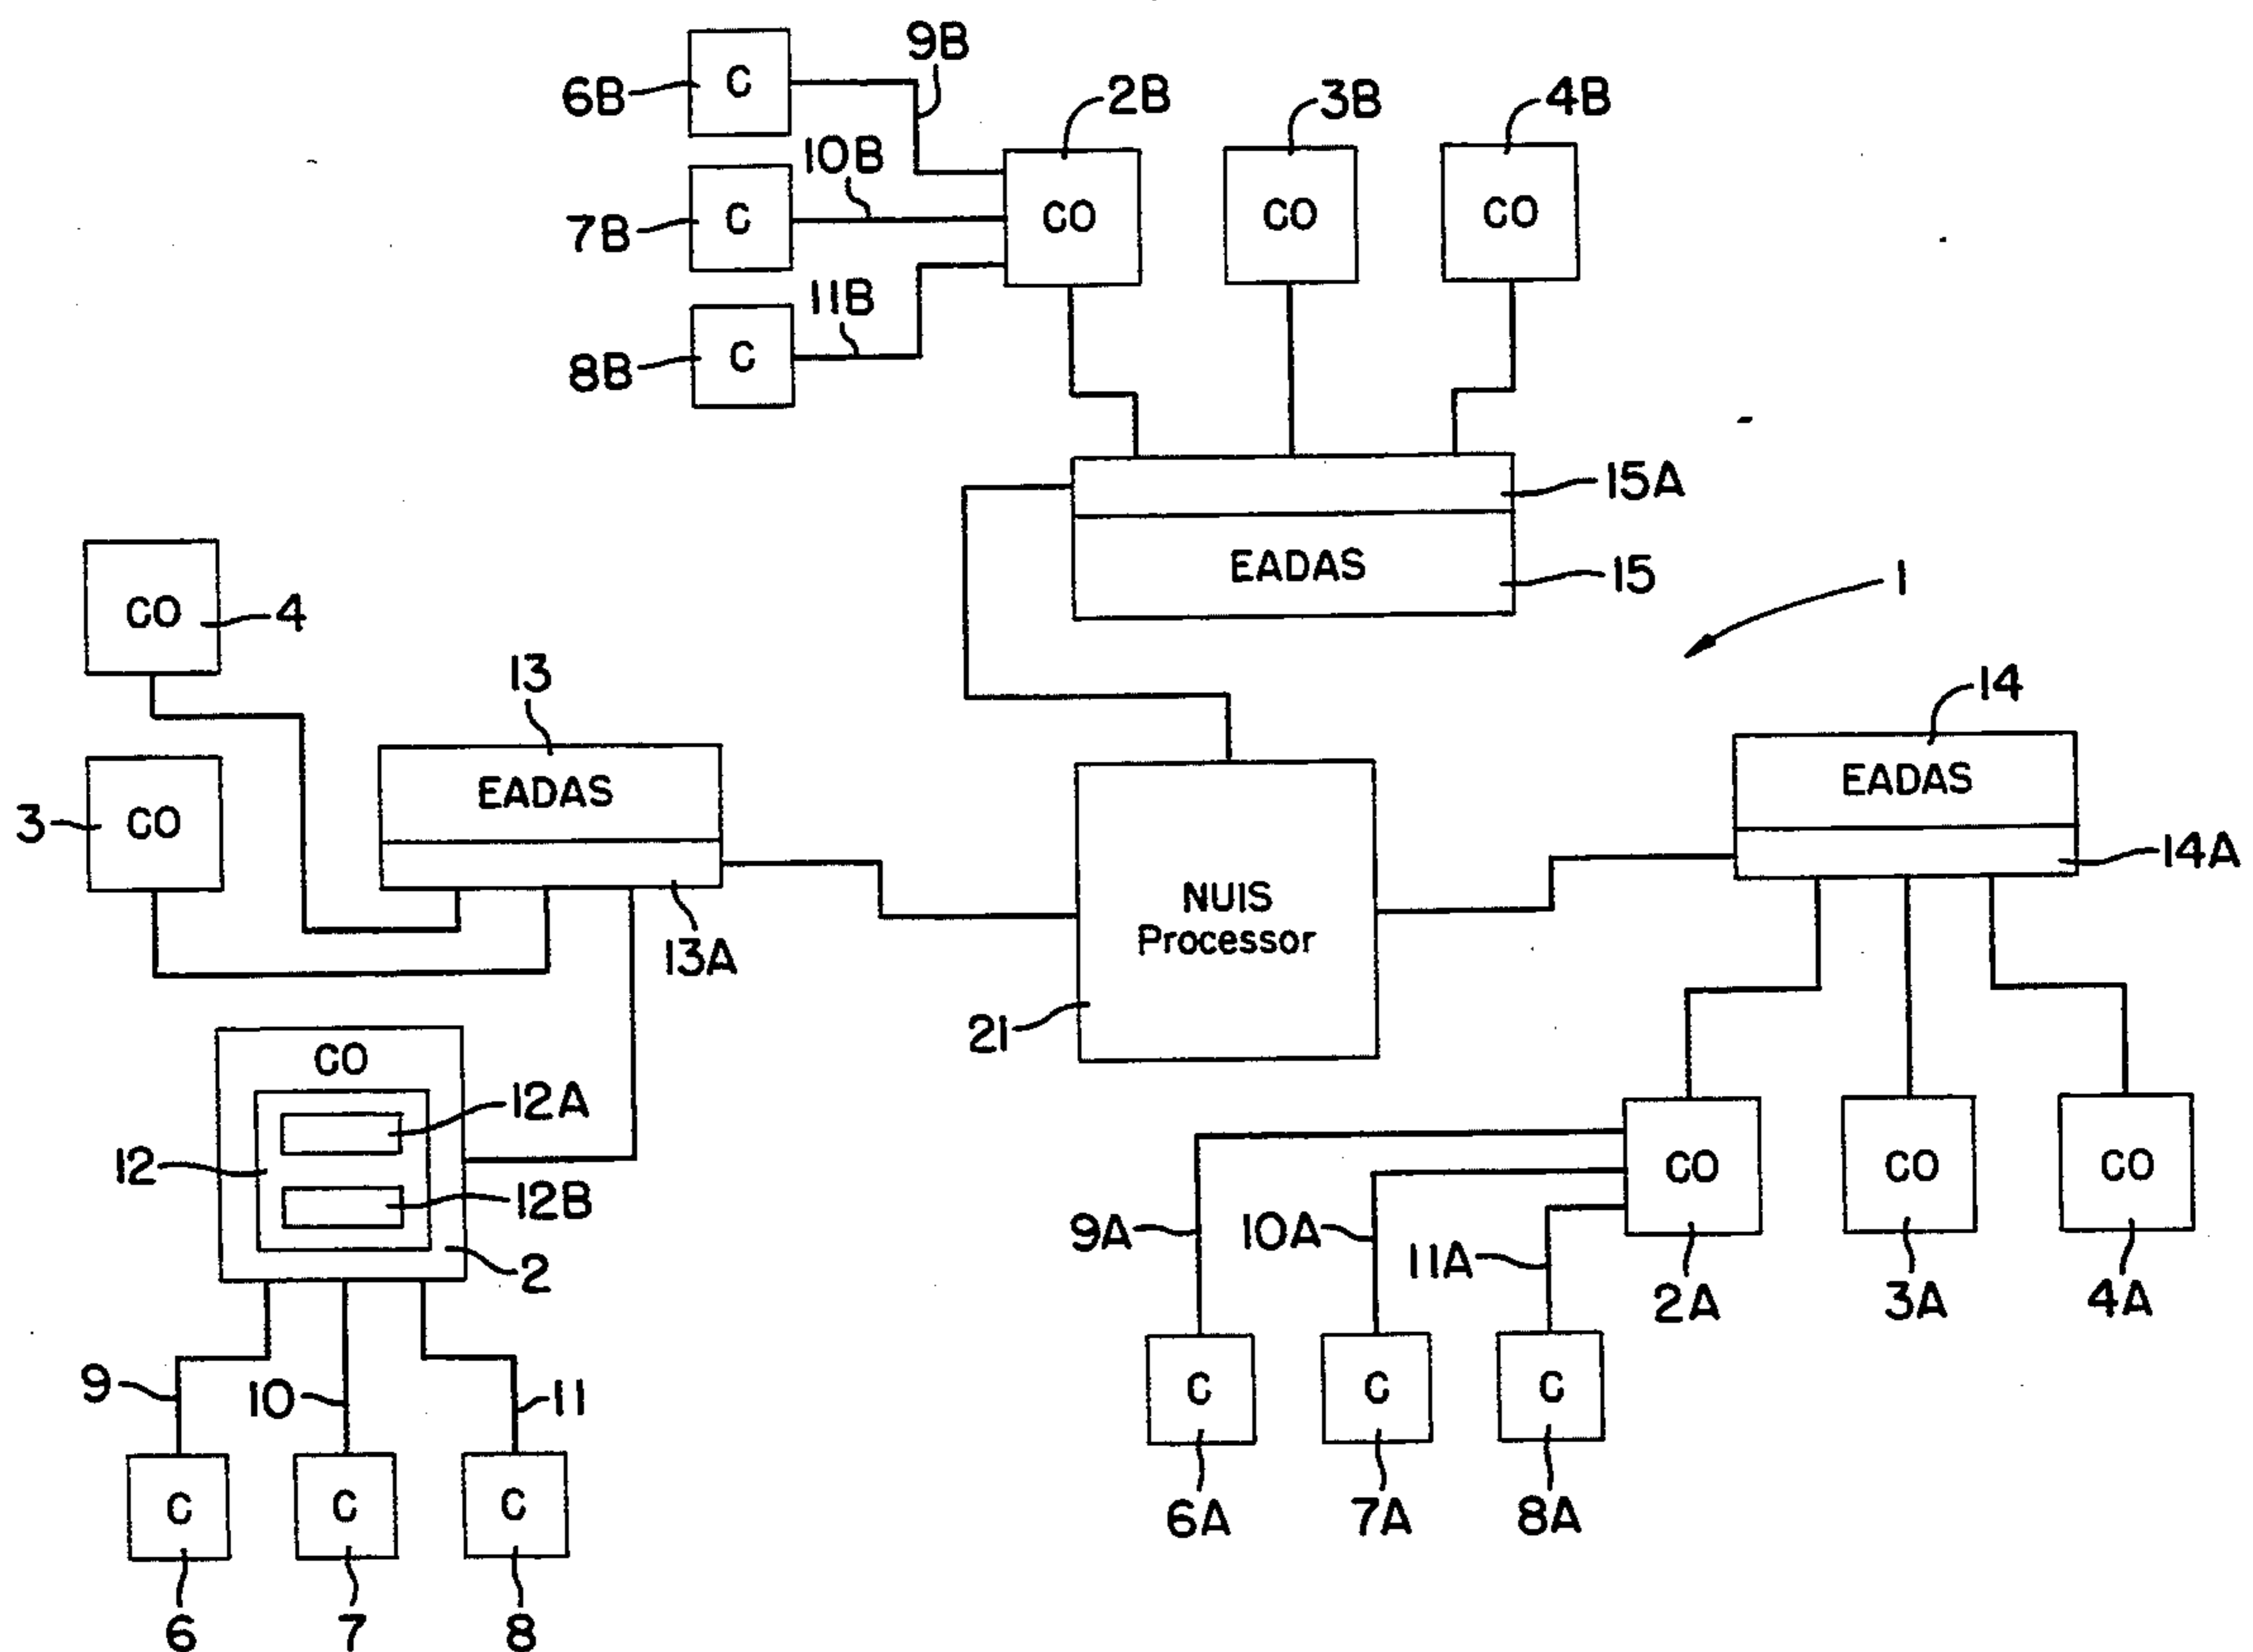 9B
6B
C
2B
3B
4B
10B
7B
C
CO
CO
CO
11B
8B
C
15A
EADAS
15
1
CO
4
13
14
EADAS
EADAS
3
CO
14A
NUIS
Processor
13A
21
CO
12A
12
12B
2
CO
CO
CO
9A
10A
11A
2A
3A
4A
9
10
11
C
C
C
6A
7A
8A
C
C
C
6
7
8